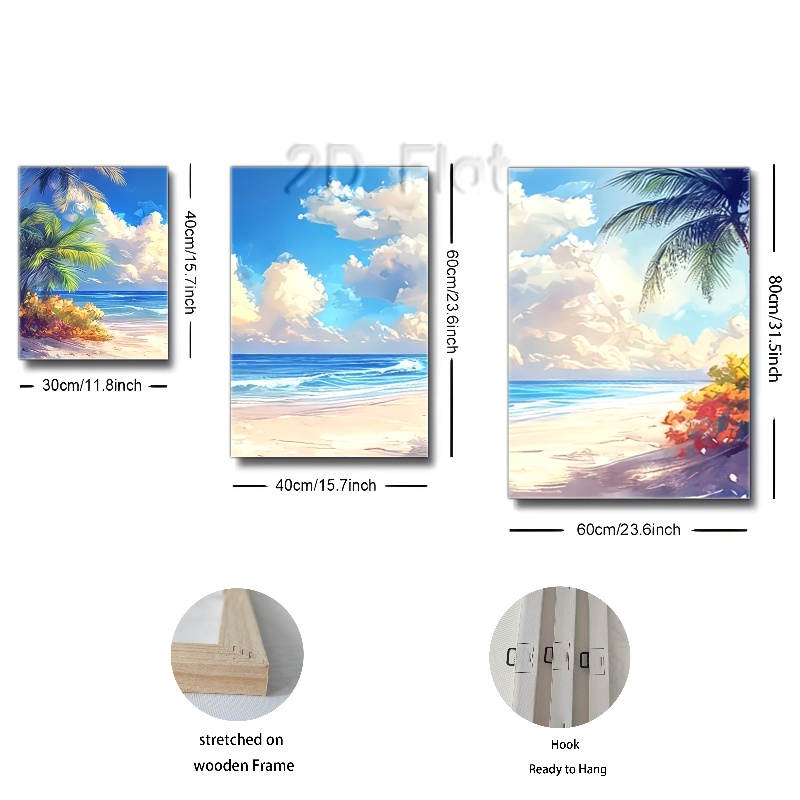 2D Flat
40cm/15.7inch
30cm/11.8inch
60cm/23.6inch
40cm/15.7inch
80cm/31.5inch
60cm/23.6inch
stretched on
wooden Frame
Hook
Ready to Hang